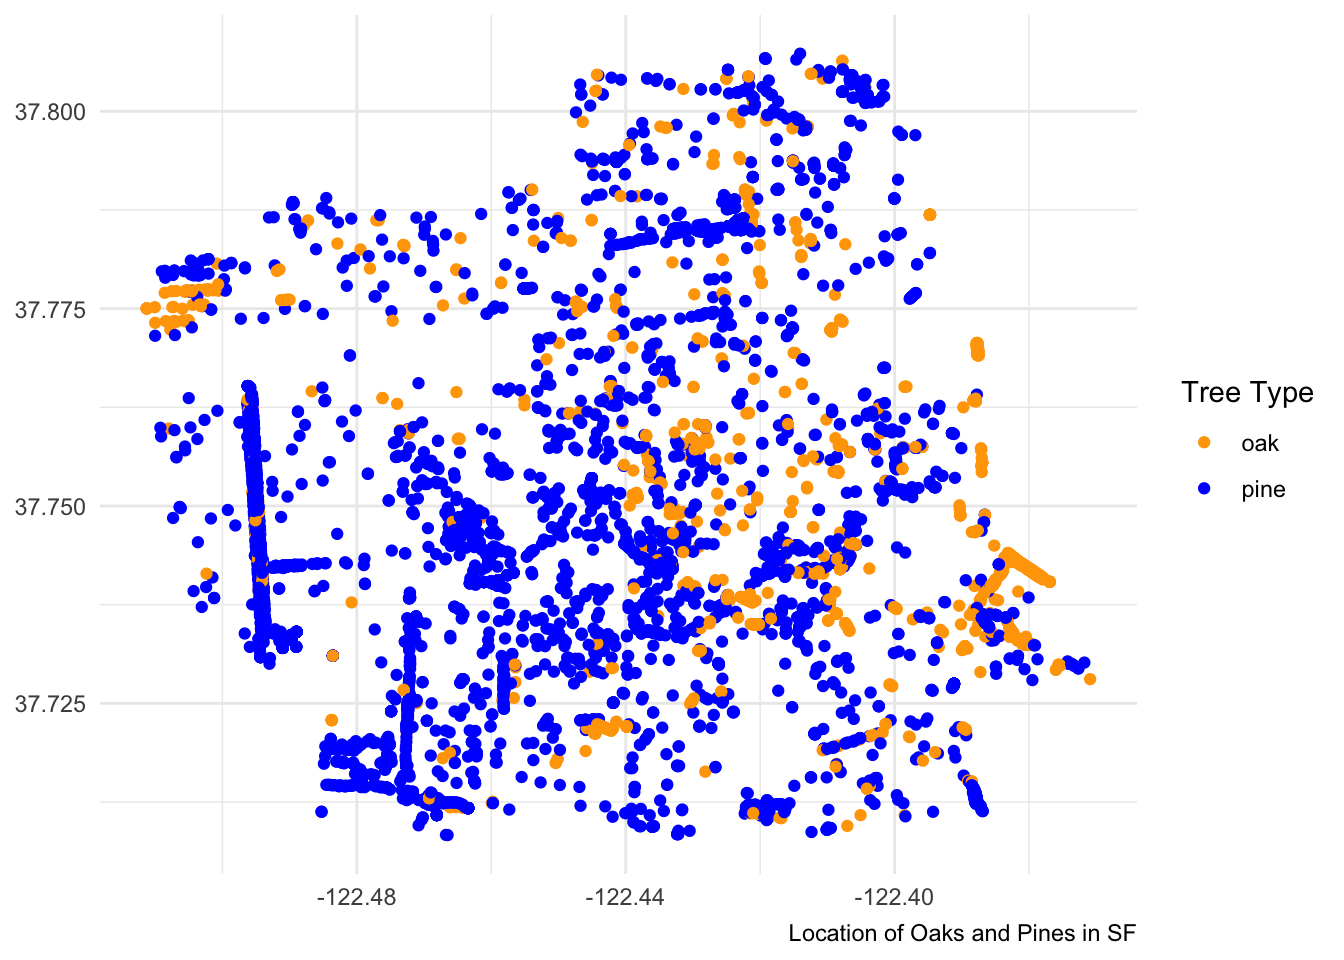 37.800
37.775
37.750
37.725
-122.48
-122.44
-122.40
Location of Oaks and Pines in SF
Tree Type
oak
pine